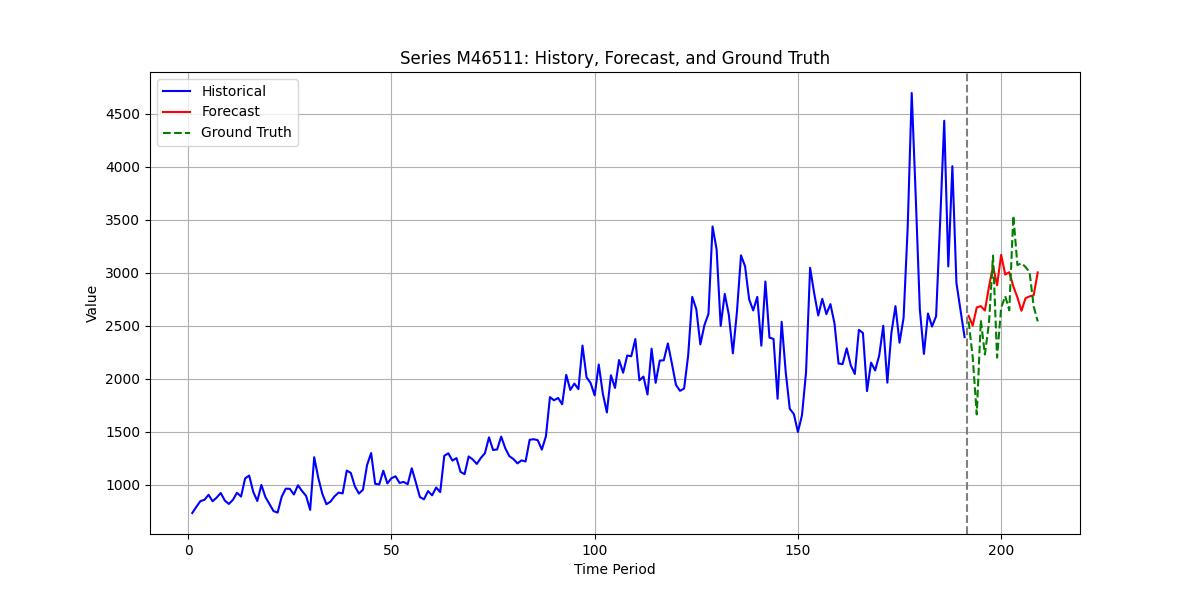 Series M46511: History, Forecast, and Ground Truth
Historical
Forecast
Ground Truth
4500
4000
3500
3000
2500
2000
1500
1000
Value
0 50 100 150 200
Time Period